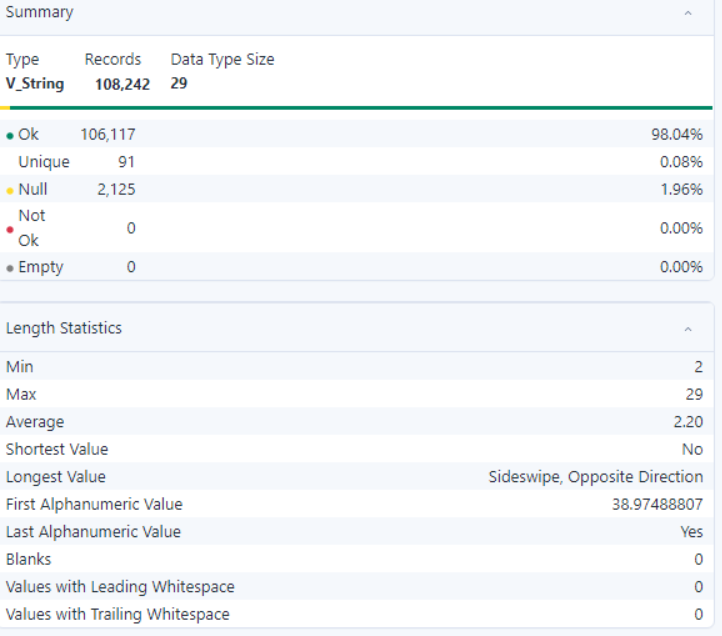 Summary
Type Records Data Type Size
V_String 108,242 29
Ok 106,117 98.04%
Unique 91 0.08%
Null 2,125 1.96%
Not
Ok 0 0.00%
Empty 0 0.00%
Length Statistics
Min 2
Max 29
Average 2.20
Shortest Value No
Longest Value Sideswipe, Opposite Direction
First Alphanumeric Value 38.97488807
Last Alphanumeric Value Yes
Blanks 0
Values with Leading Whitespace 0
Values with Trailing Whitespace 0